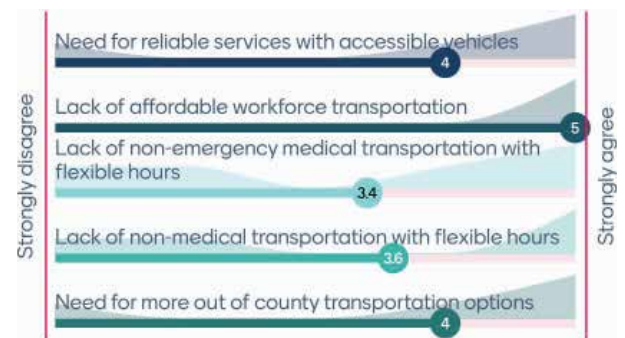 Strongly disagree
Need for reliable services with accessible vehicles
4
Lack of affordable workforce transportation
5
Lack of non-emergency medical transportation with
flexible hours
3.4
Lack of non-medical transportation with flexible hours
3.6
Need for more out of county transportation options
4
Strongly agree